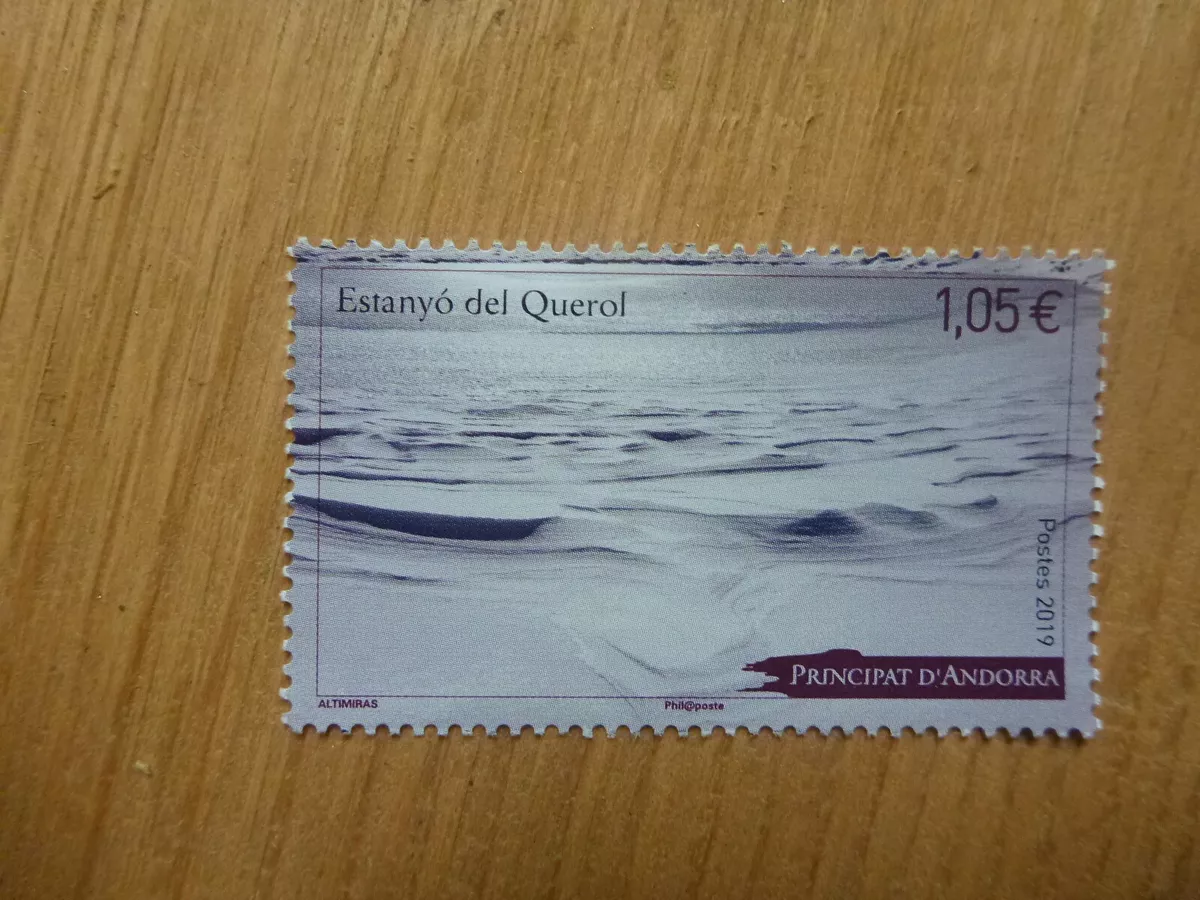 Estanyó del Querol
1,05 €
Postes 2019
PRINCIPAT D'ANDORRA
ALTIMIRAS
Phil@poste